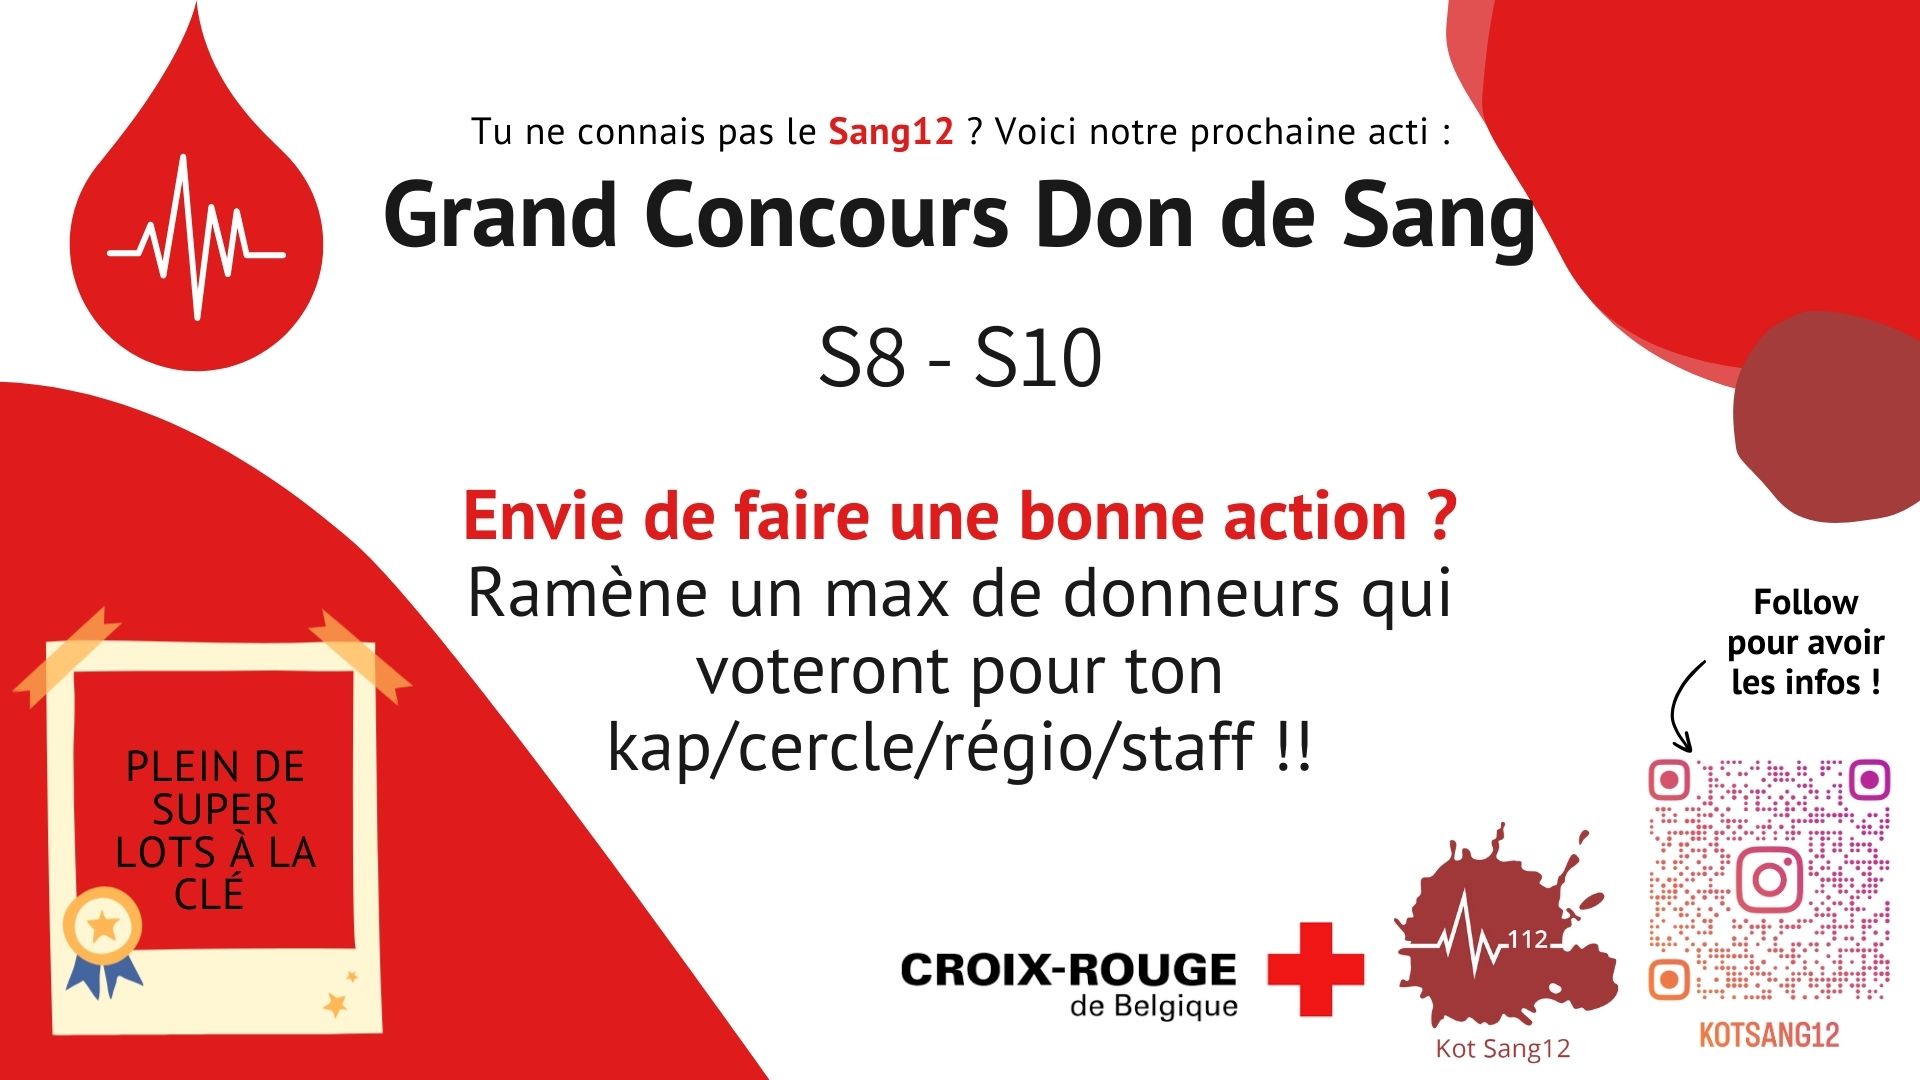 Tu ne connais pas le Sang12 ? Voici notre prochaine acti :
Grand Concours Don de Sang
S8 - S10
Envie de faire une bonne action ?
Ramène un max de donneurs qui
voteront pour ton
kap/cercle/régio/staff !!
PLEIN DE
SUPER
LOTS À LA
CLÉ
Follow
pour avoir
les infos !
CROIX-ROUGE
de Belgique
112
Kot Sang12
KOTSANG12